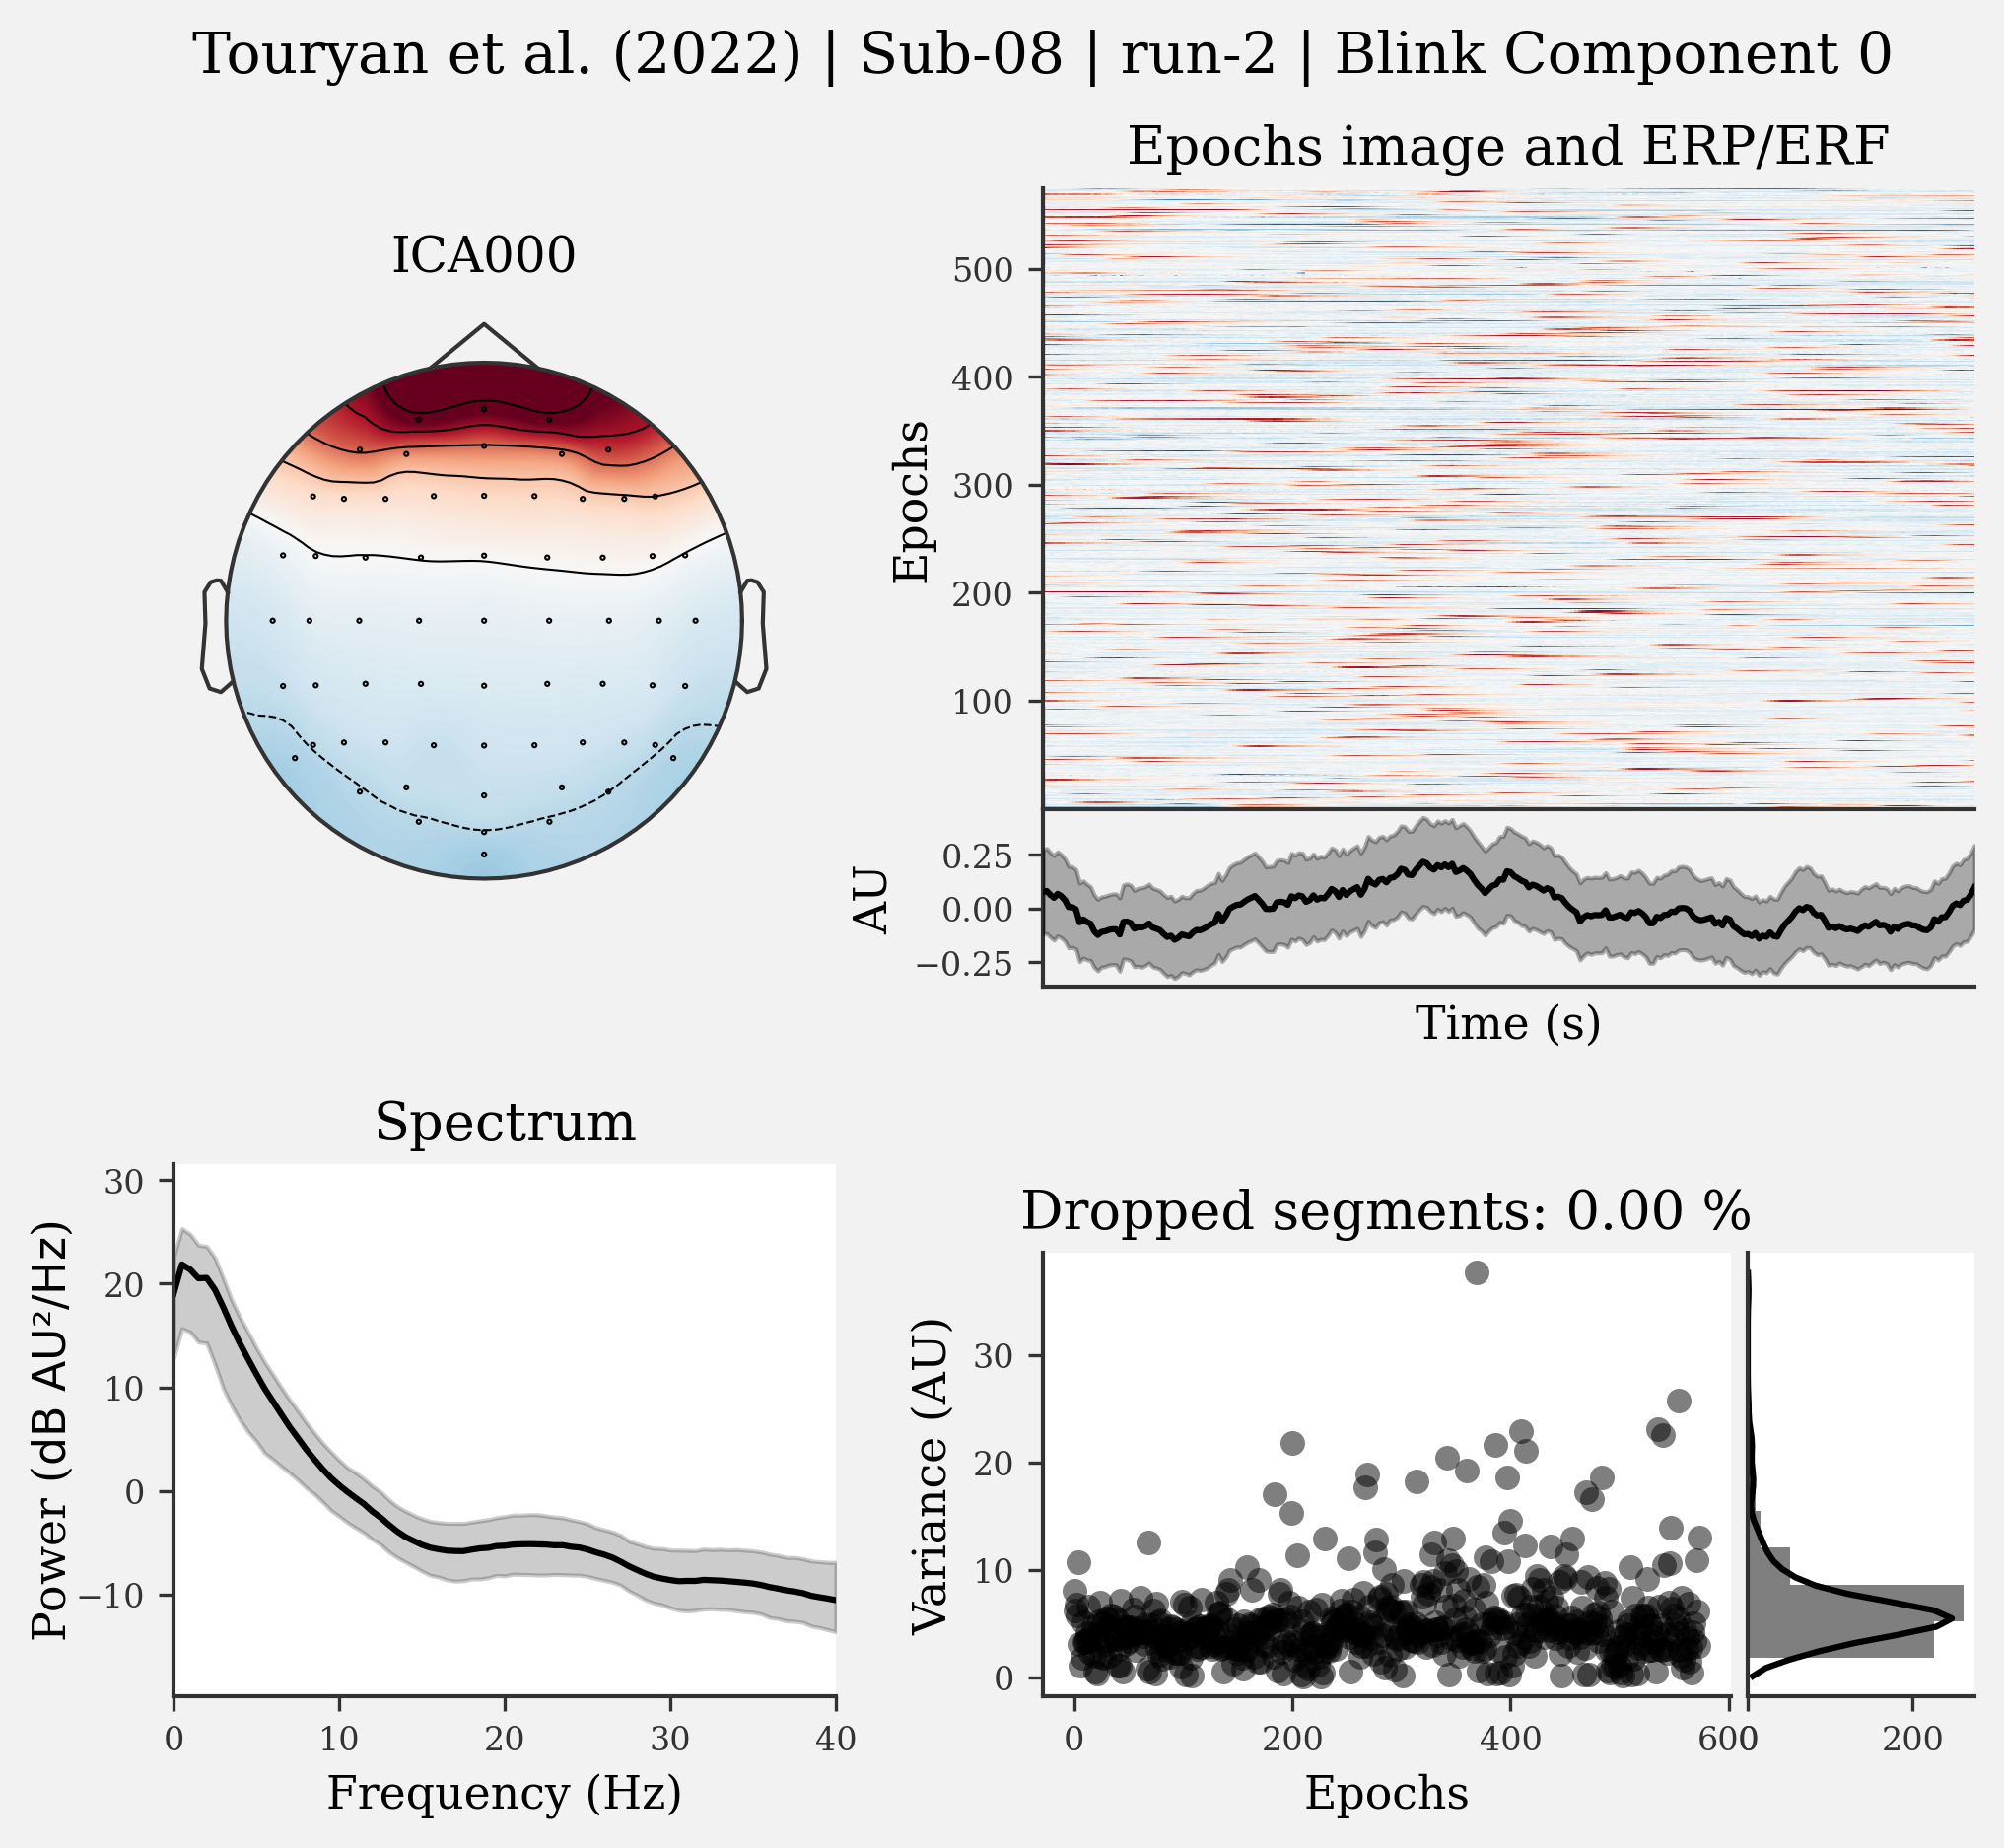 Touryan et al. (2022) | Sub-08 | run-2 | Blink Component 0
ICA000
Epochs image and ERP/ERF
500
400
300
200
100
Epochs
0.25
0.00
−0.25
AU
Time (s)
Spectrum
30
20
10
0
−10
Power (dB AU²/Hz)
0 10 20 30 40
Frequency (Hz)
Dropped segments: 0.00 %
30
20
10
0
Variance (AU)
0 200 400 600
Epochs
0 200